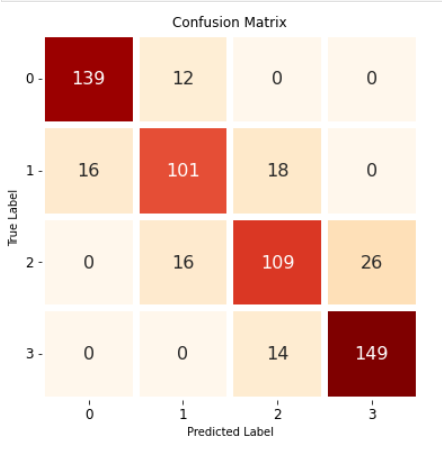 Confusion Matrix
0 139 12 0 0
1 16 101 18 0
2 0 16 109 26
3 0 0 14 149
True Label
0 1 2 3
Predicted Label